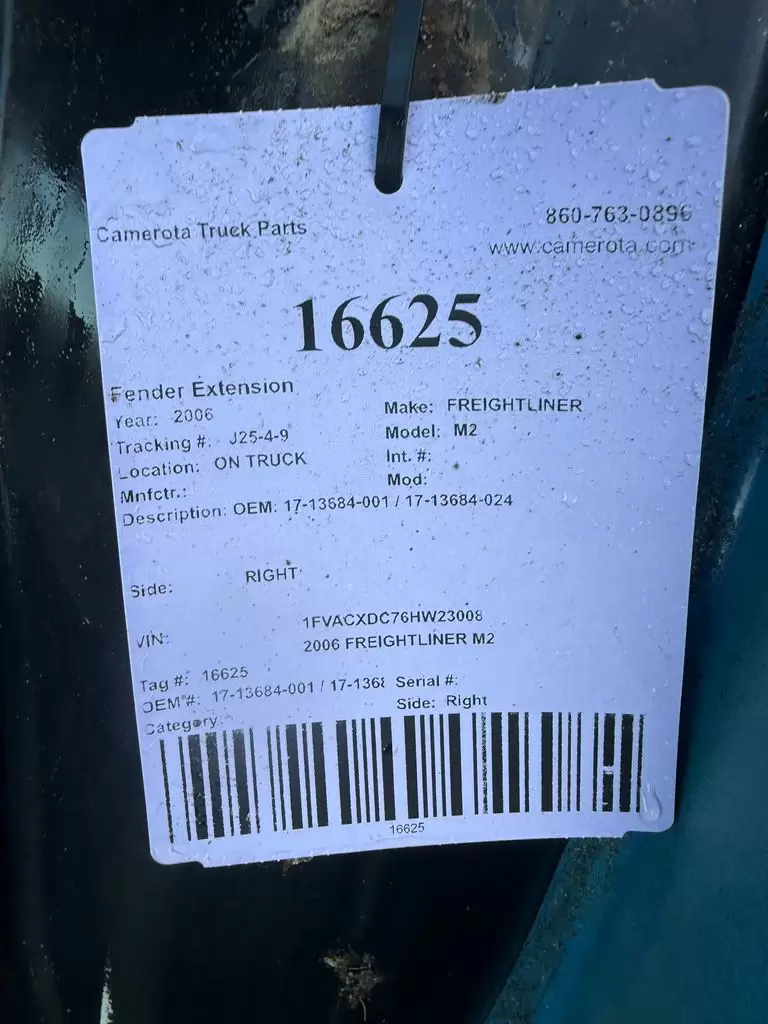 Camerota Truck Parts
860-763-0896
www.camerota.com
16625
Fender Extension
Year: 2006
Make: FREIGHTLINER
Tracking #: J25-4-9
Model: M2
Location: ON TRUCK
Int. #:
Mnfctr.:
Mod:
Description: OEM: 17-13684-001 / 17-13684-024
Side: RIGHT
VIN: 1FVACXDC76HW23008
2006 FREIGHTLINER M2
Tag #: 16625
OEM #: 17-13684-001 / 17-1368
Serial #:
Side: Right
Category:
16625